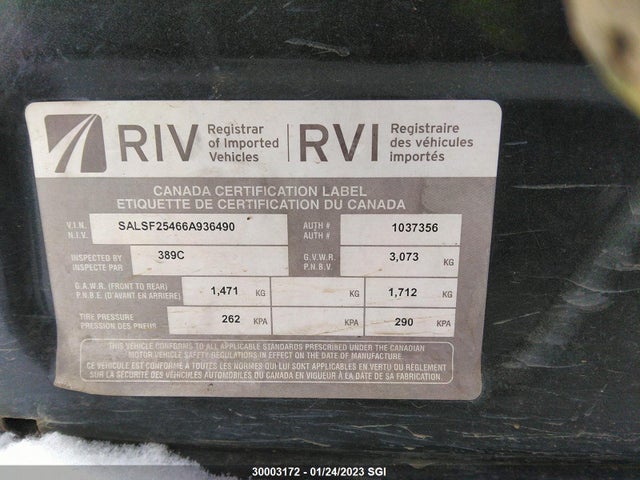 RIV Registrar of Imported Vehicles RVI Registraire des véhicules importés
CANADA CERTIFICATION LABEL
ETIQUETTE DE CERTIFICATION DU CANADA
V.I.N. N.I.V. SALSF25466A936490 AUTH # AUTH # 1037356
INSPECTED BY INSPECTE PAR 389C G.V.W.R. P.N.B.V. 3,073 KG
G.A.W.R. (FRONT TO REAR) P.N.B.E. (D'AVANT EN ARRIERE) 1,471 KG KG 1,712 KG
TIRE PRESSURE PRESSION DES PNEUS 262 KPA KPA 290 KPA
THIS VEHICLE CONFORMS TO ALL APPLICABLE STANDARDS PRESCRIBED UNDER THE CANADIAN
MOTOR VEHICLE SAFETY REGULATIONS IN EFFECT ON THE DATE OF MANUFACTURE.
CE VEHICULE EST CONFORME A TOUTES LES NORMES QUI LUI SONT APPLICABLES EN VERTU DU REGLEMENT
SUR LA SÉCURITÉ DES VÉHICULES AUTOMOBILES DU CANADA EN VIGUEUR À LA DATE DE SA FABRICATION.
30003172 - 01/24/2023 SGI